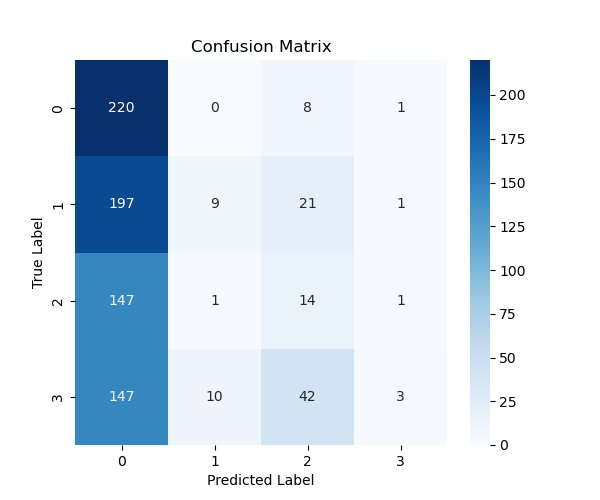 Confusion Matrix
0 220 0 8 1
1 197 9 21 1
2 147 1 14 1
3 147 10 42 3
0 1 2 3
Predicted Label
True Label
200
175
150
125
100
75
50
25
0